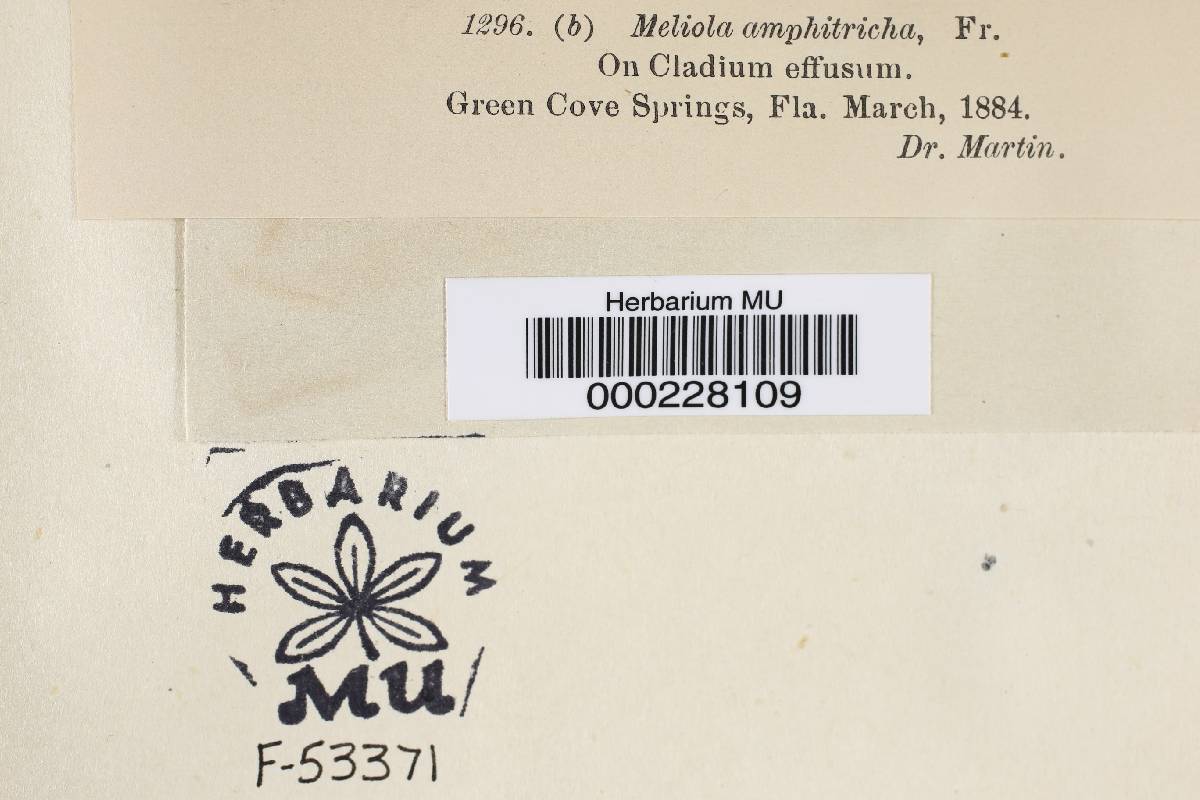 1296. (b) Meliola amphitricha, Fr.
On Cladium effusum.
Green Cove Springs, Fla. March, 1884.
Dr. Martin.
Herbarium MU
000228109
HERBARIUM
MU
F-53371